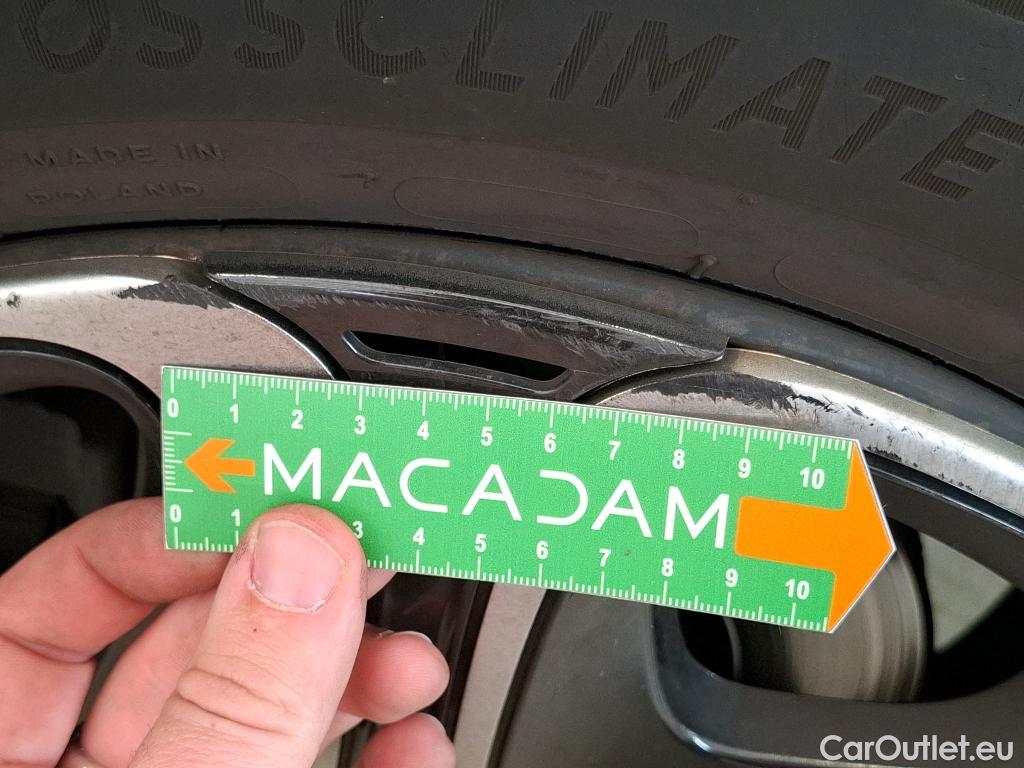 OSSCLIMATE
MADE IN
POLAND
0 1 2 3 4 5 6 7 8 9 10
MACADAM
0 1 3 4 5 6 7 8 9 10
CarOutlet.eu